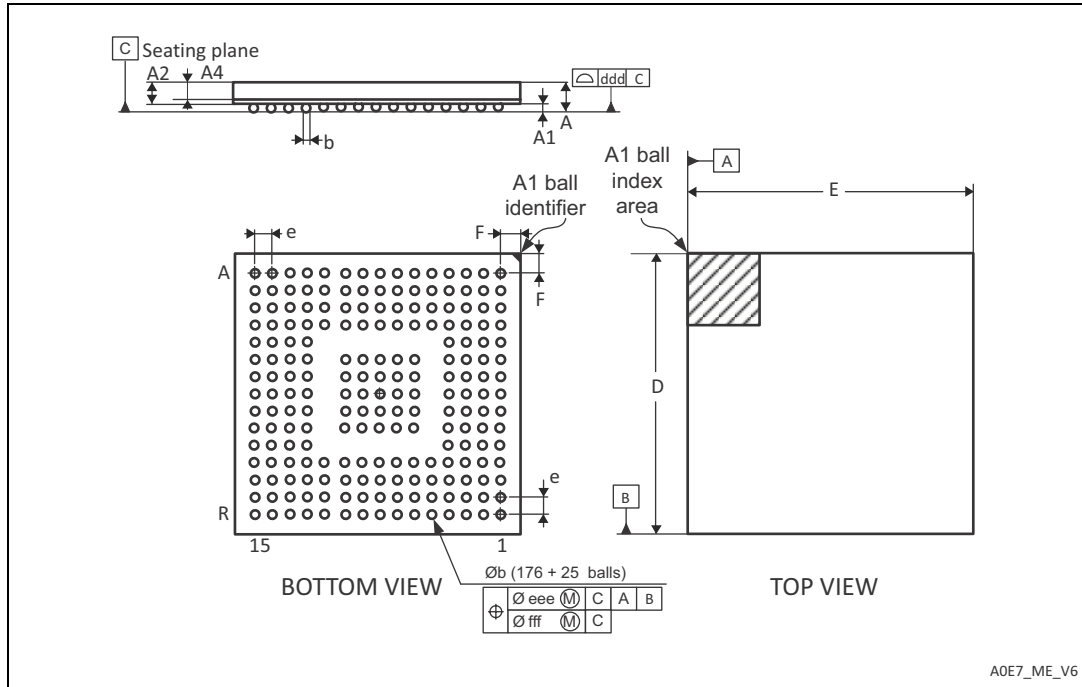 C Seating plane
A2 A4
ddd C
A
A1
b
A1 ball
identifier
A1 ball
index
area
A
E
e
F
A
F
D
e
B
R
15 1
Øb (176 + 25 balls)
BOTTOM VIEW
TOP VIEW
Ø eee M C A B
Ø fff M C
A0E7_ME_V6